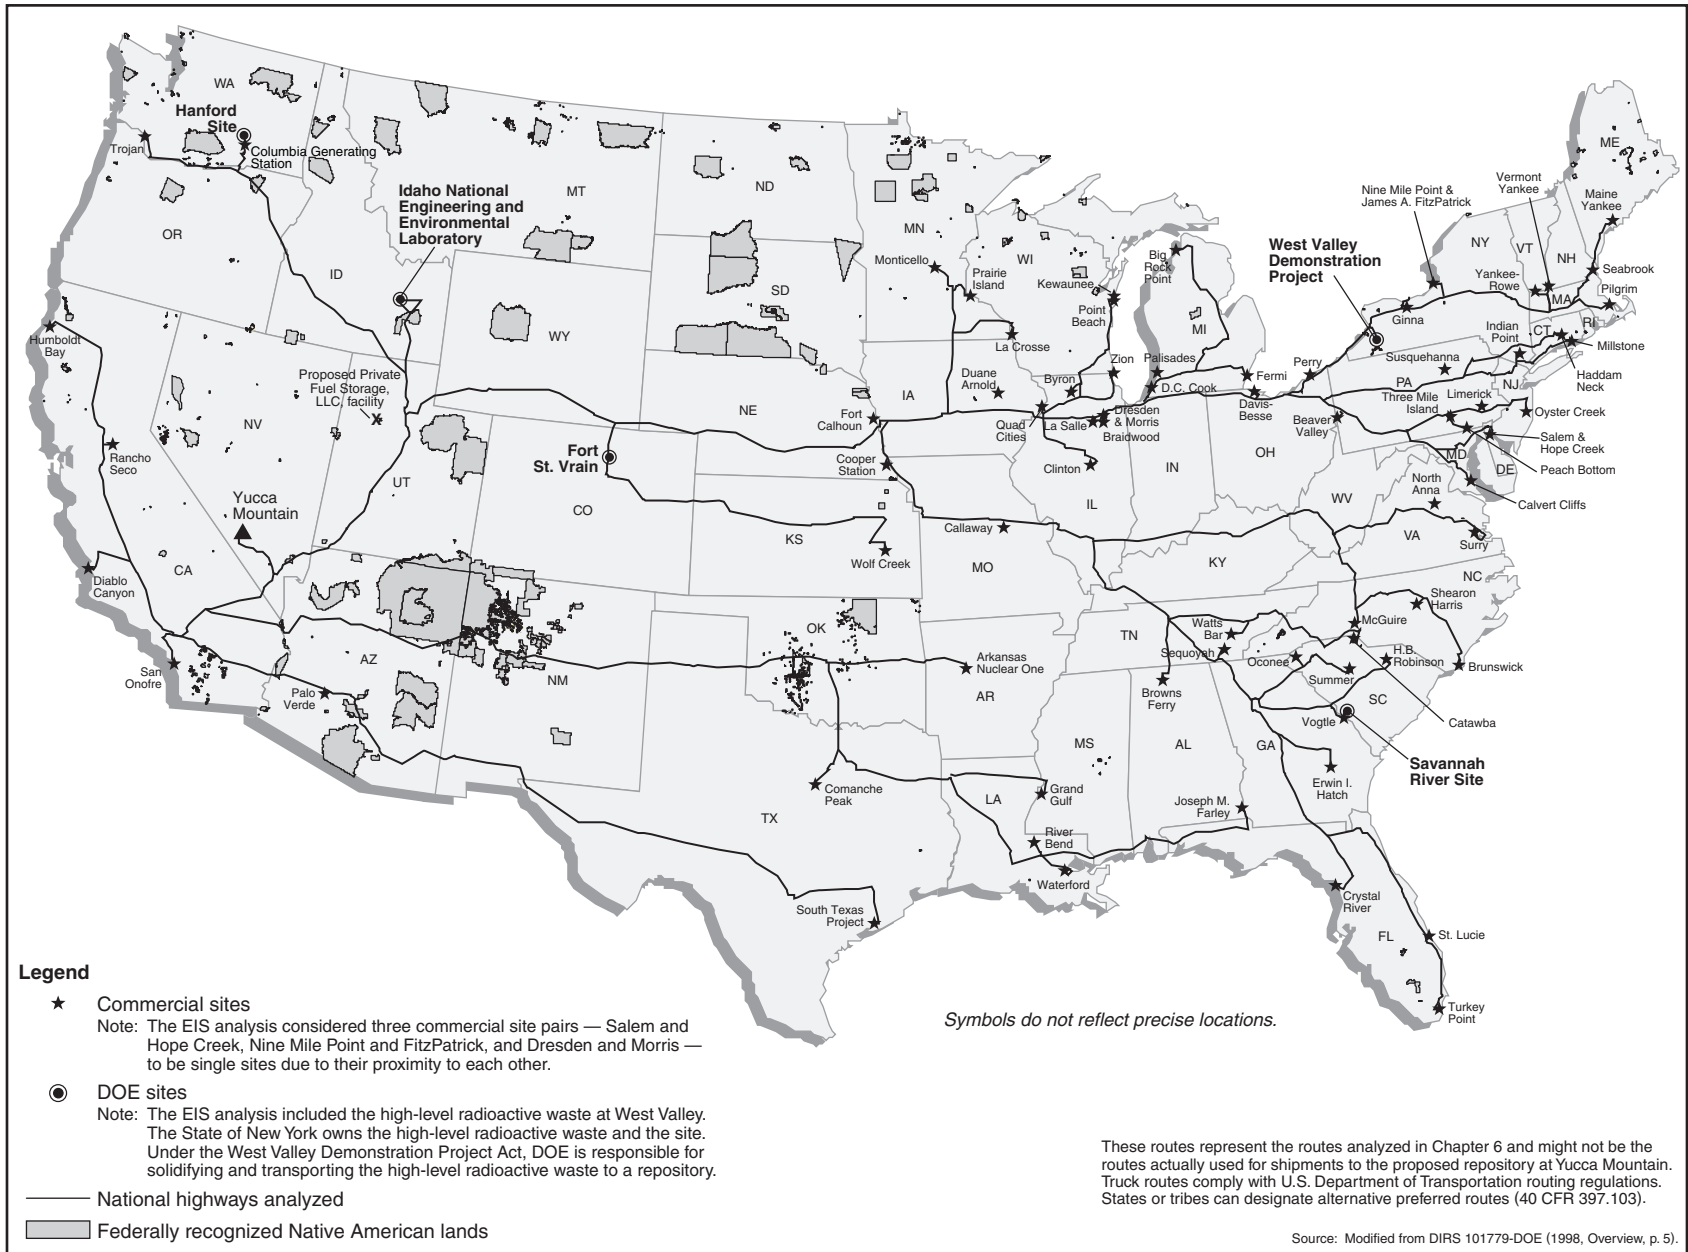 WA
Hanford
Site
Trojan
Columbia Generating
Station
OR
Idaho National
Engineering and
Environmental
Laboratory
MT
ID
ND
MN
Monticello
Prairie
Island
WI
Kewaunee
Point
Beach
Big
Rock
Point
MI
Nine Mile Point &
James A. FitzPatrick
Vermont
Yankee
ME
Maine
Yankee
West Valley
Demonstration
Project
NY
VT
NH
Seabrook
Yankee-
Rowe
MA
Pilgrim
Ginna
Indian
Point
CT
RI
Millstone
Susquehanna
Haddam
Neck
Humboldt
Bay
WY
SD
La Crosse
Proposed Private
Fuel Storage,
LLC, facility
X
NV
NE
IA
Duane
Arnold
Byron
Zion
Palisades
D.C. Cook
Fermi
Perry
PA
Three Mile
Island
Limerick
NJ
Oyster Creek
Fort
Calhoun
Quad
Cities
La Salle
Dresden
& Morris
Braidwood
Davis-
Besse
Beaver
Valley
Salem &
Hope Creek
Peach Bottom
Rancho
Seco
Fort
St. Vrain
Cooper
Station
Clinton
IN
OH
MD
DE
UT
North
Anna
Calvert Cliffs
Yucca
Mountain
CO
KS
Callaway
IL
WV
VA
Surry
Wolf Creek
MO
KY
NC
CA
Diablo
Canyon
Shearon
Harris
San
Onofre
AZ
Palo
Verde
NM
OK
Arkansas
Nuclear One
AR
TN
Watts
Bar
Sequoyah
McGuire
Oconee
H.B.
Robinson
Summer
Brunswick
Browns
Ferry
SC
Catawba
Vogtle
Savannah
River Site
MS
AL
GA
Erwin I.
Hatch
Comanche
Peak
TX
LA
Grand
Gulf
River
Bend
Joseph M.
Farley
Waterford
South Texas
Project
Crystal
River
FL
St. Lucie
Turkey
Point
Legend
Commercial sites
Note: The EIS analysis considered three commercial site pairs — Salem and
Hope Creek, Nine Mile Point and FitzPatrick, and Dresden and Morris —
to be single sites due to their proximity to each other.
DOE sites
Note: The EIS analysis included the high-level radioactive waste at West Valley.
The State of New York owns the high-level radioactive waste and the site.
Under the West Valley Demonstration Project Act, DOE is responsible for
solidifying and transporting the high-level radioactive waste to a repository.
National highways analyzed
Federally recognized Native American lands
Symbols do not reflect precise locations.
These routes represent the routes analyzed in Chapter 6 and might not be the
routes actually used for shipments to the proposed repository at Yucca Mountain.
Truck routes comply with U.S. Department of Transportation routing regulations.
States or tribes can designate alternative preferred routes (40 CFR 397.103).
Source: Modified from DIRS 101779-DOE (1998, Overview, p. 5).